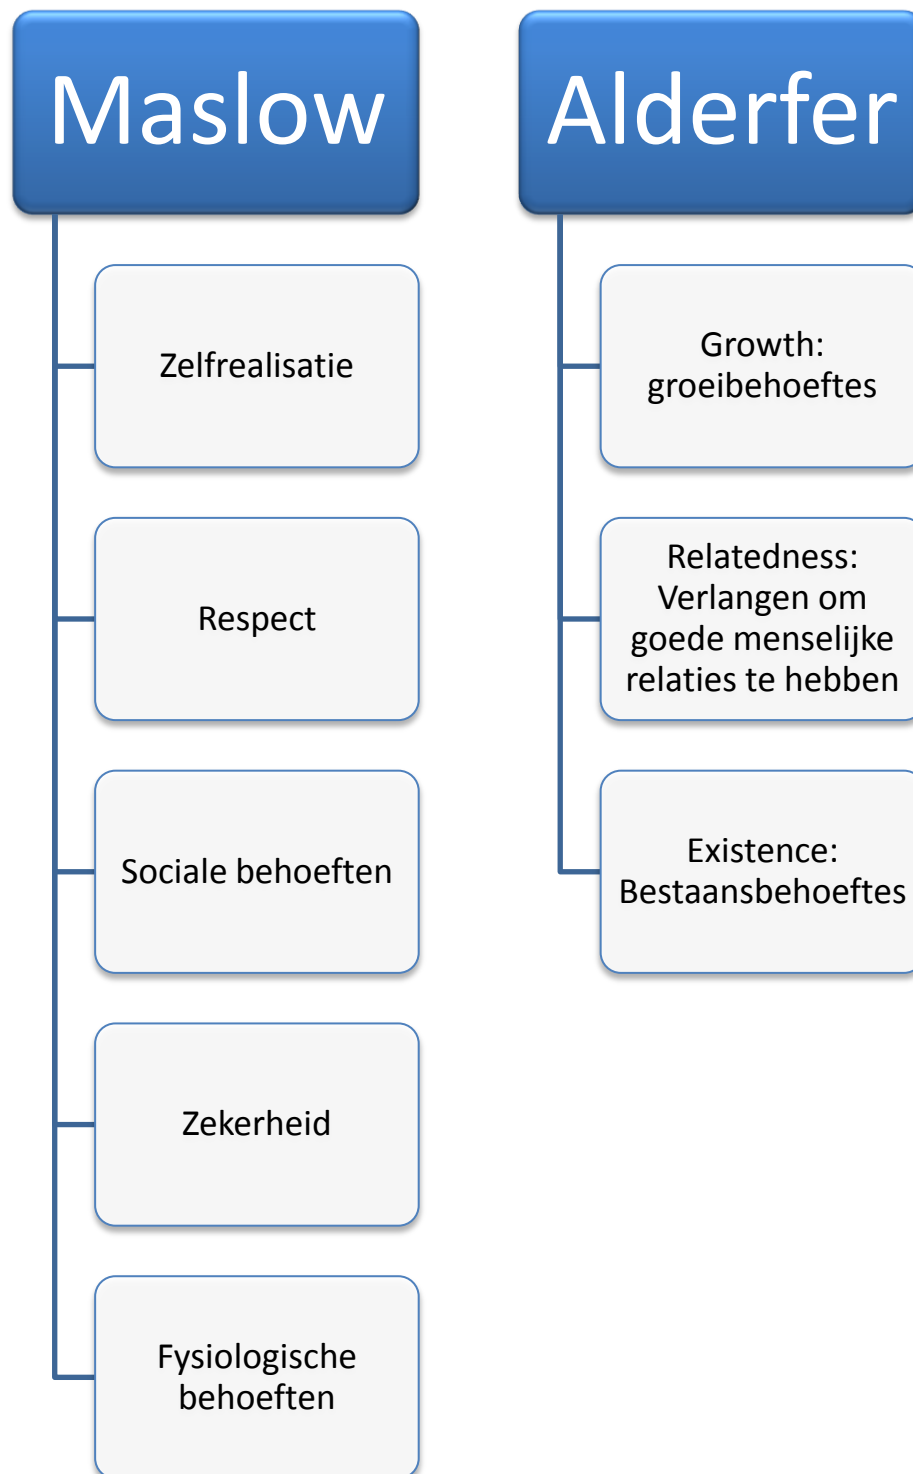 Maslow
Zelfrealisatie
Respect
Sociale behoeften
Zekerheid
Fysiologische
behoeften
Alderfer
Growth:
groeibehoeftes
Relatedness:
Verlangen om
goede menselijke
relaties te hebben
Existence:
Bestaansbehoeftes